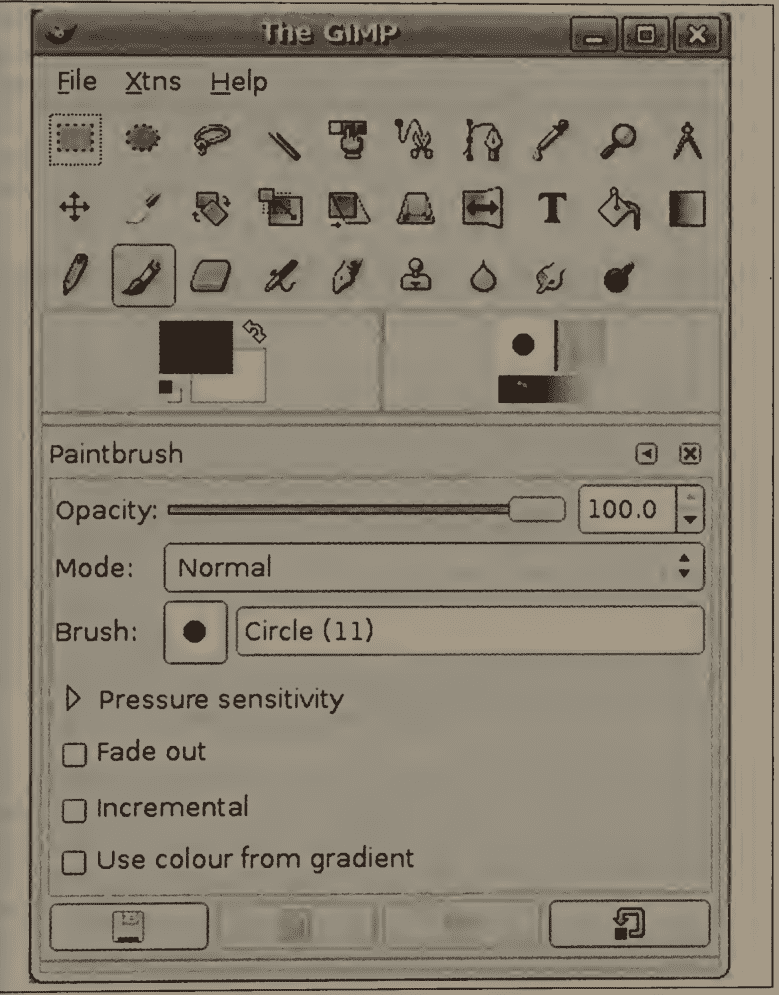 The GIMP
File Xtns Help
T
Paintbrush
Opacity: 100.0
Mode: Normal
Brush: Circle (11)
Pressure sensitivity
Fade out
Incremental
Use colour from gradient